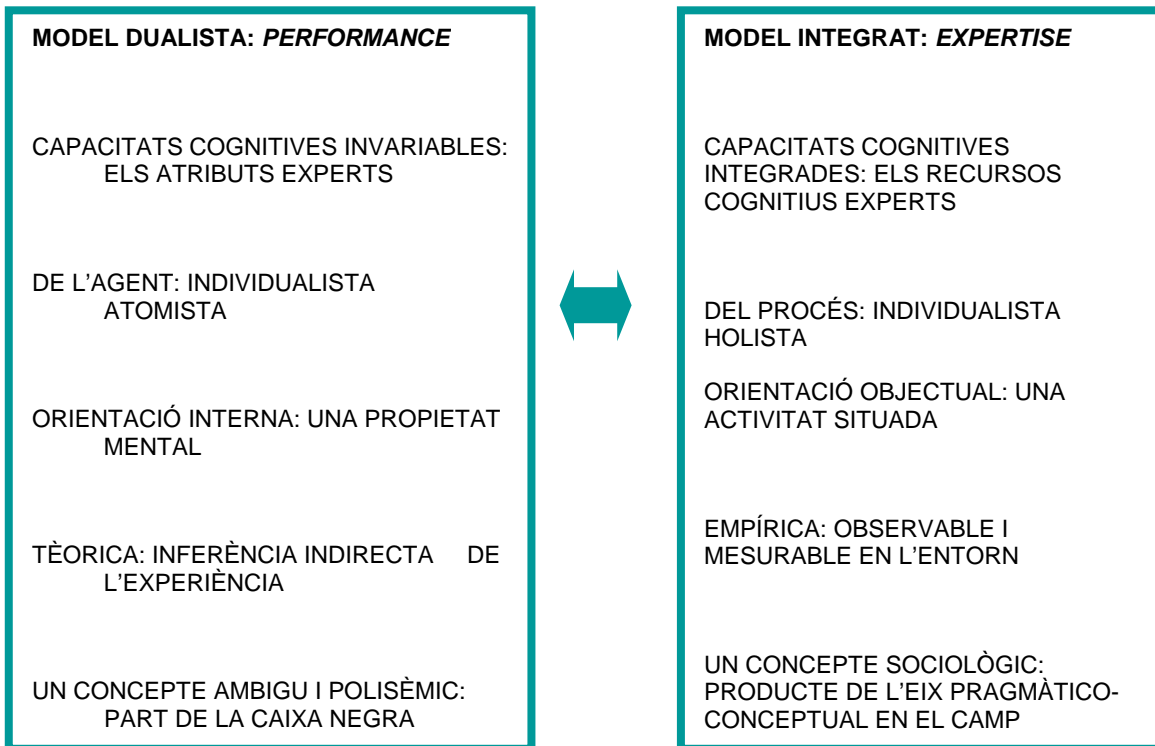 MODEL DUALISTA: PERFORMANCE
CAPACITATS COGNITIVES INVARIABLES:
ELS ATRIBUTS EXPERTS
DE L’AGENT: INDIVIDUALISTA
ATOMISTA
ORIENTACIÓ INTERNA: UNA PROPIETAT
MENTAL
TÈORICA: INFERÈNCIA INDIRECTA DE
L’EXPERIÈNCIA
UN CONCEPTE AMBIGU I POLISÈMIC:
PART DE LA CAIXA NEGRA
MODEL INTEGRAT: EXPERTISE
CAPACITATS COGNITIVES
INTEGRADES: ELS RECURSOS
COGNITIUS EXPERTS
DEL PROCÉS: INDIVIDUALISTA
HOLISTA
ORIENTACIÓ OBJECTUAL: UNA
ACTIVITAT SITUADA
EMPÍRICA: OBSERVABLE I
MESURABLE EN L’ENTORN
UN CONCEPTE SOCIOLÒGIC:
PRODUCTE DE L’EIX PRAGMÀTICO-
CONCEPTUAL EN EL CAMP